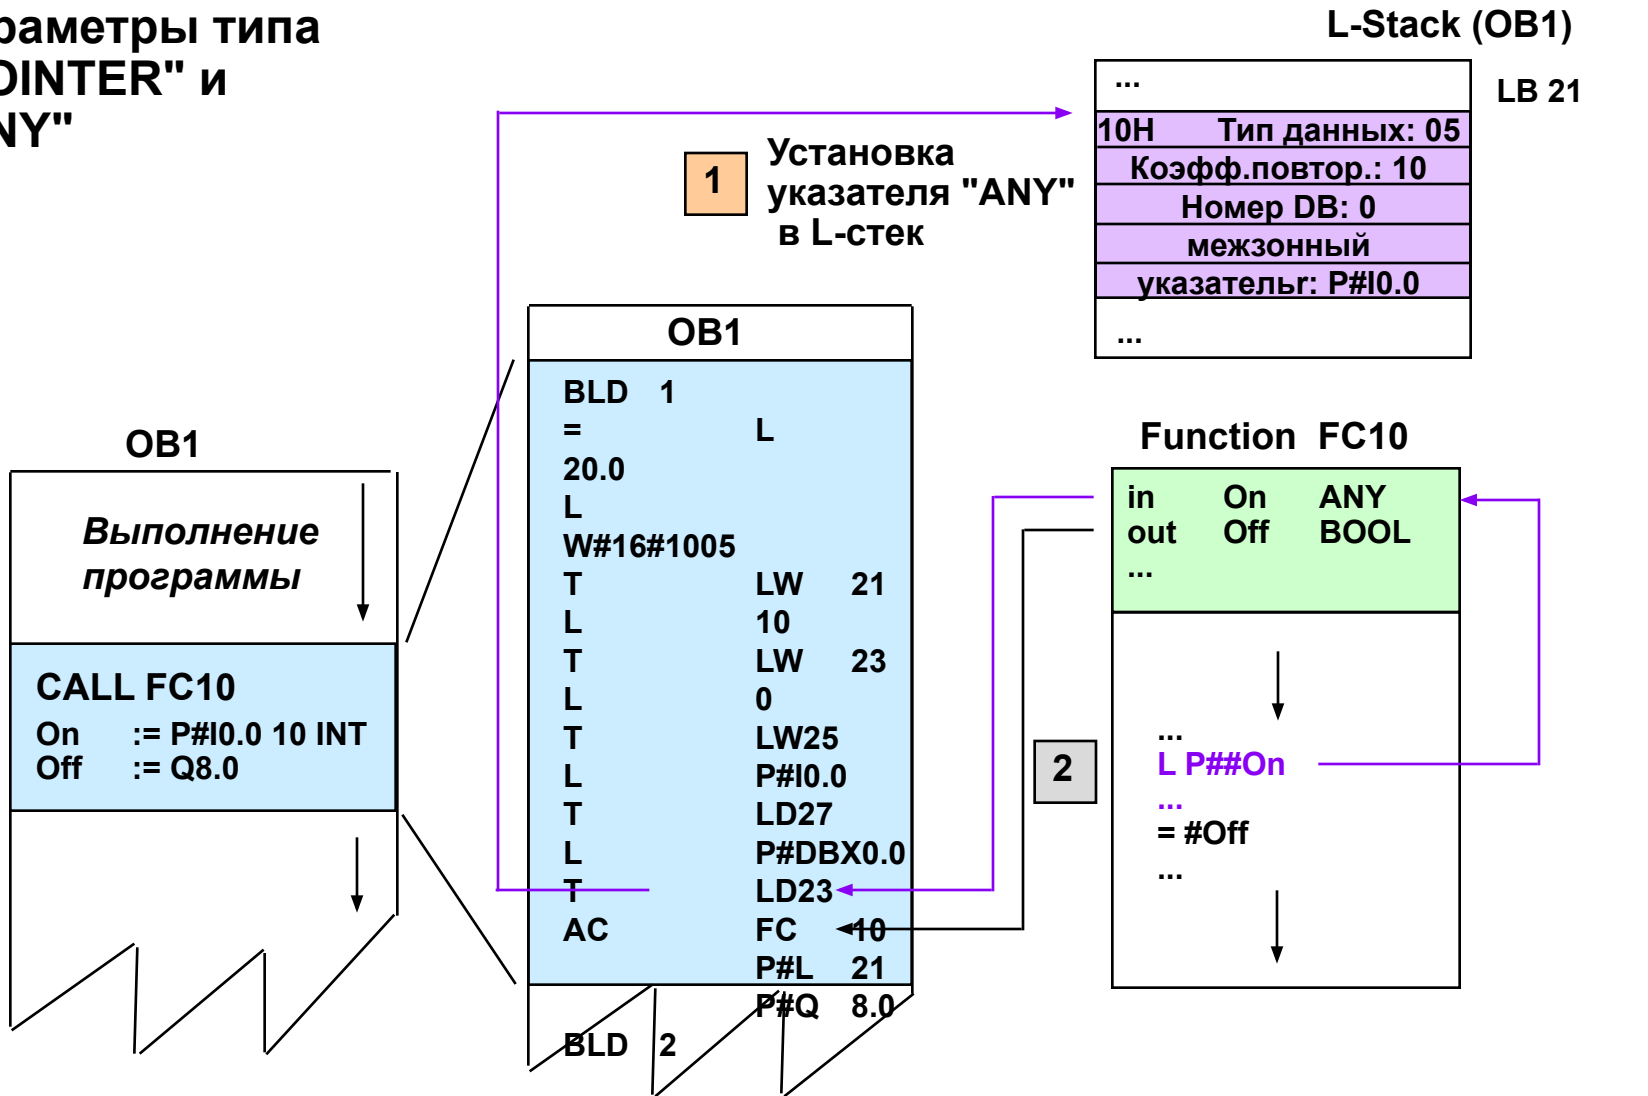 раметры типа
OINTER" и
NY"
L-Stack (OB1)
...
LB 21
10H Тип данных: 05
Коэфф.повтор.: 10
Номер DB: 0
межзонный
указательr: P#I0.0
...
1
Установка
указателя "ANY"
в L-стек
OB1
Выполнение
программы
CALL FC10
On := P#I0.0 10 INT
Off := Q8.0
OB1
BLD 1
= L
20.0
L
W#16#1005
T LW 21
L 10
T LW 23
L 0
T LW25
L P#I0.0
T LD27
L P#DBX0.0
T LD23
AC FC 10
P#L 21
P#Q 8.0
BLD 2
Function FC10
in On ANY
out Off BOOL
...
2
...
L P##On
...
= #Off
...